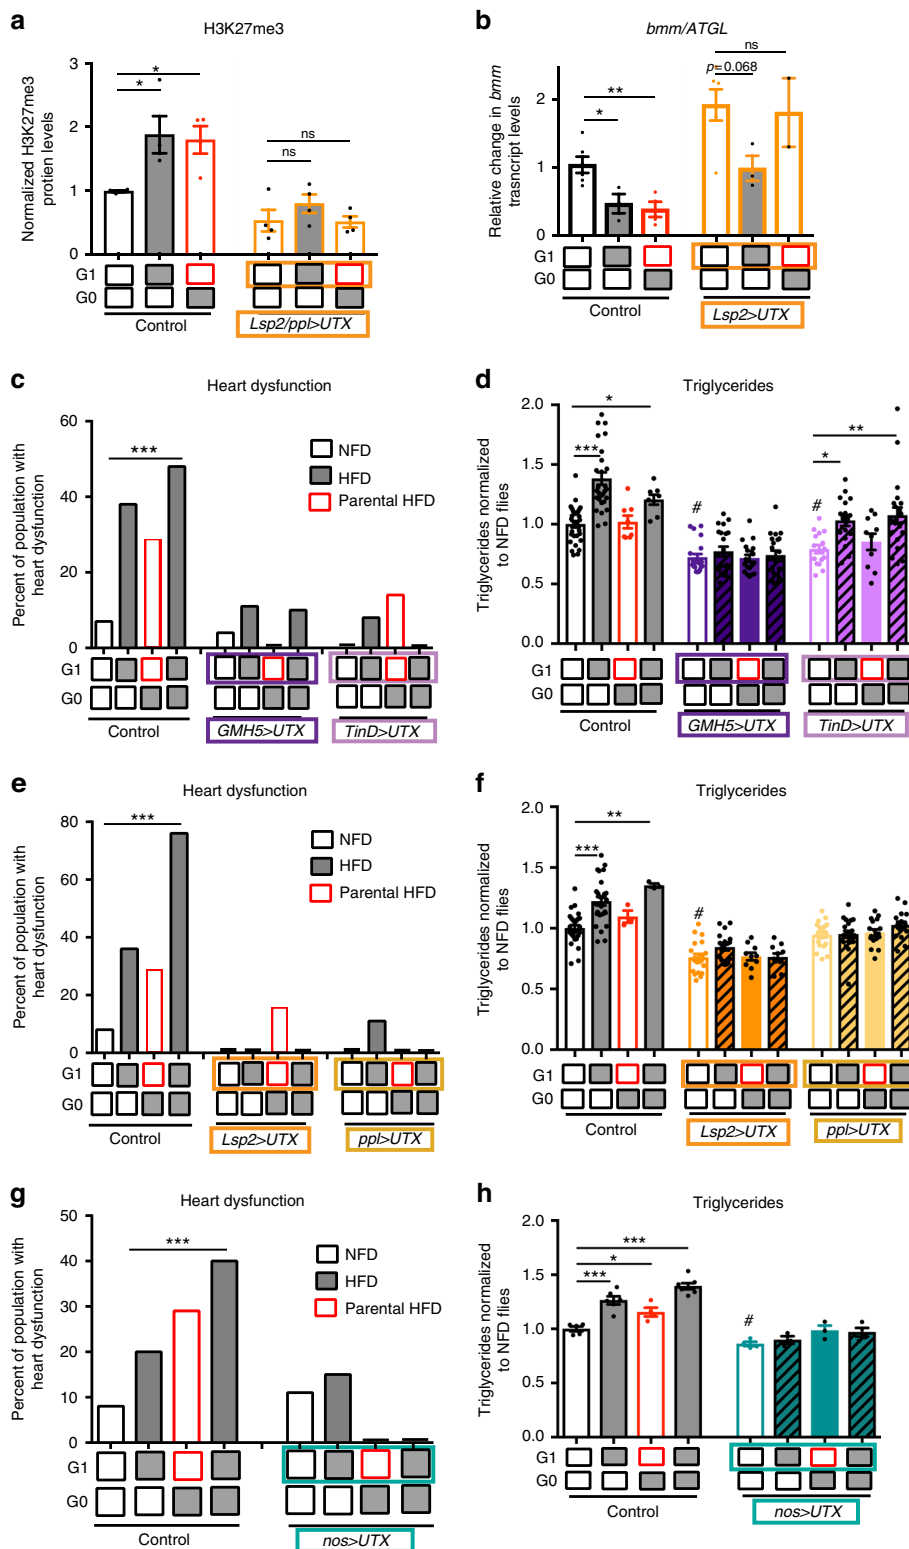 a
H3K27me3
Normalized H3K27me3
protien levels
3
2
1
0
*
*
ns
ns
G1
G0
Control
Lsp2/ppl>UTX
b
bmm/ATGL
Relative change in bmm
trasncript levels
2
1
0
ns
p=0.068
**
*
G1
G0
Control
Lsp2>UTX
c
Heart dysfunction
Percent of population with
heart dysfunction
60
40
20
0
***
NFD
HFD
Parental HFD
G1
G0
Control
GMH5>UTX
TinD>UTX
d
Triglycerides
Triglycerides normalized
to NFD flies
2.0
1.5
1.0
0.5
0.0
*
***
#
#
**
*
G1
G0
Control
GMH5>UTX
TinD>UTX
e
Heart dysfunction
Percent of population with
heart dysfunction
80
60
40
20
0
***
NFD
HFD
Parental HFD
G1
G0
Control
Lsp2>UTX
ppl>UTX
f
Triglycerides
Triglycerides normalized
to NFD flies
2.0
1.5
1.0
0.5
0.0
**
***
#
G1
G0
Control
Lsp2>UTX
ppl>UTX
g
Heart dysfunction
Percent of population with
heart dysfunction
50
40
30
20
10
0
***
NFD
HFD
Parental HFD
G1
G0
Control
nos>UTX
h
Triglycerides
Triglycerides normalized
to NFD flies
2.0
1.5
1.0
0.5
0.0
***
*
***
#
G1
G0
Control
nos>UTX